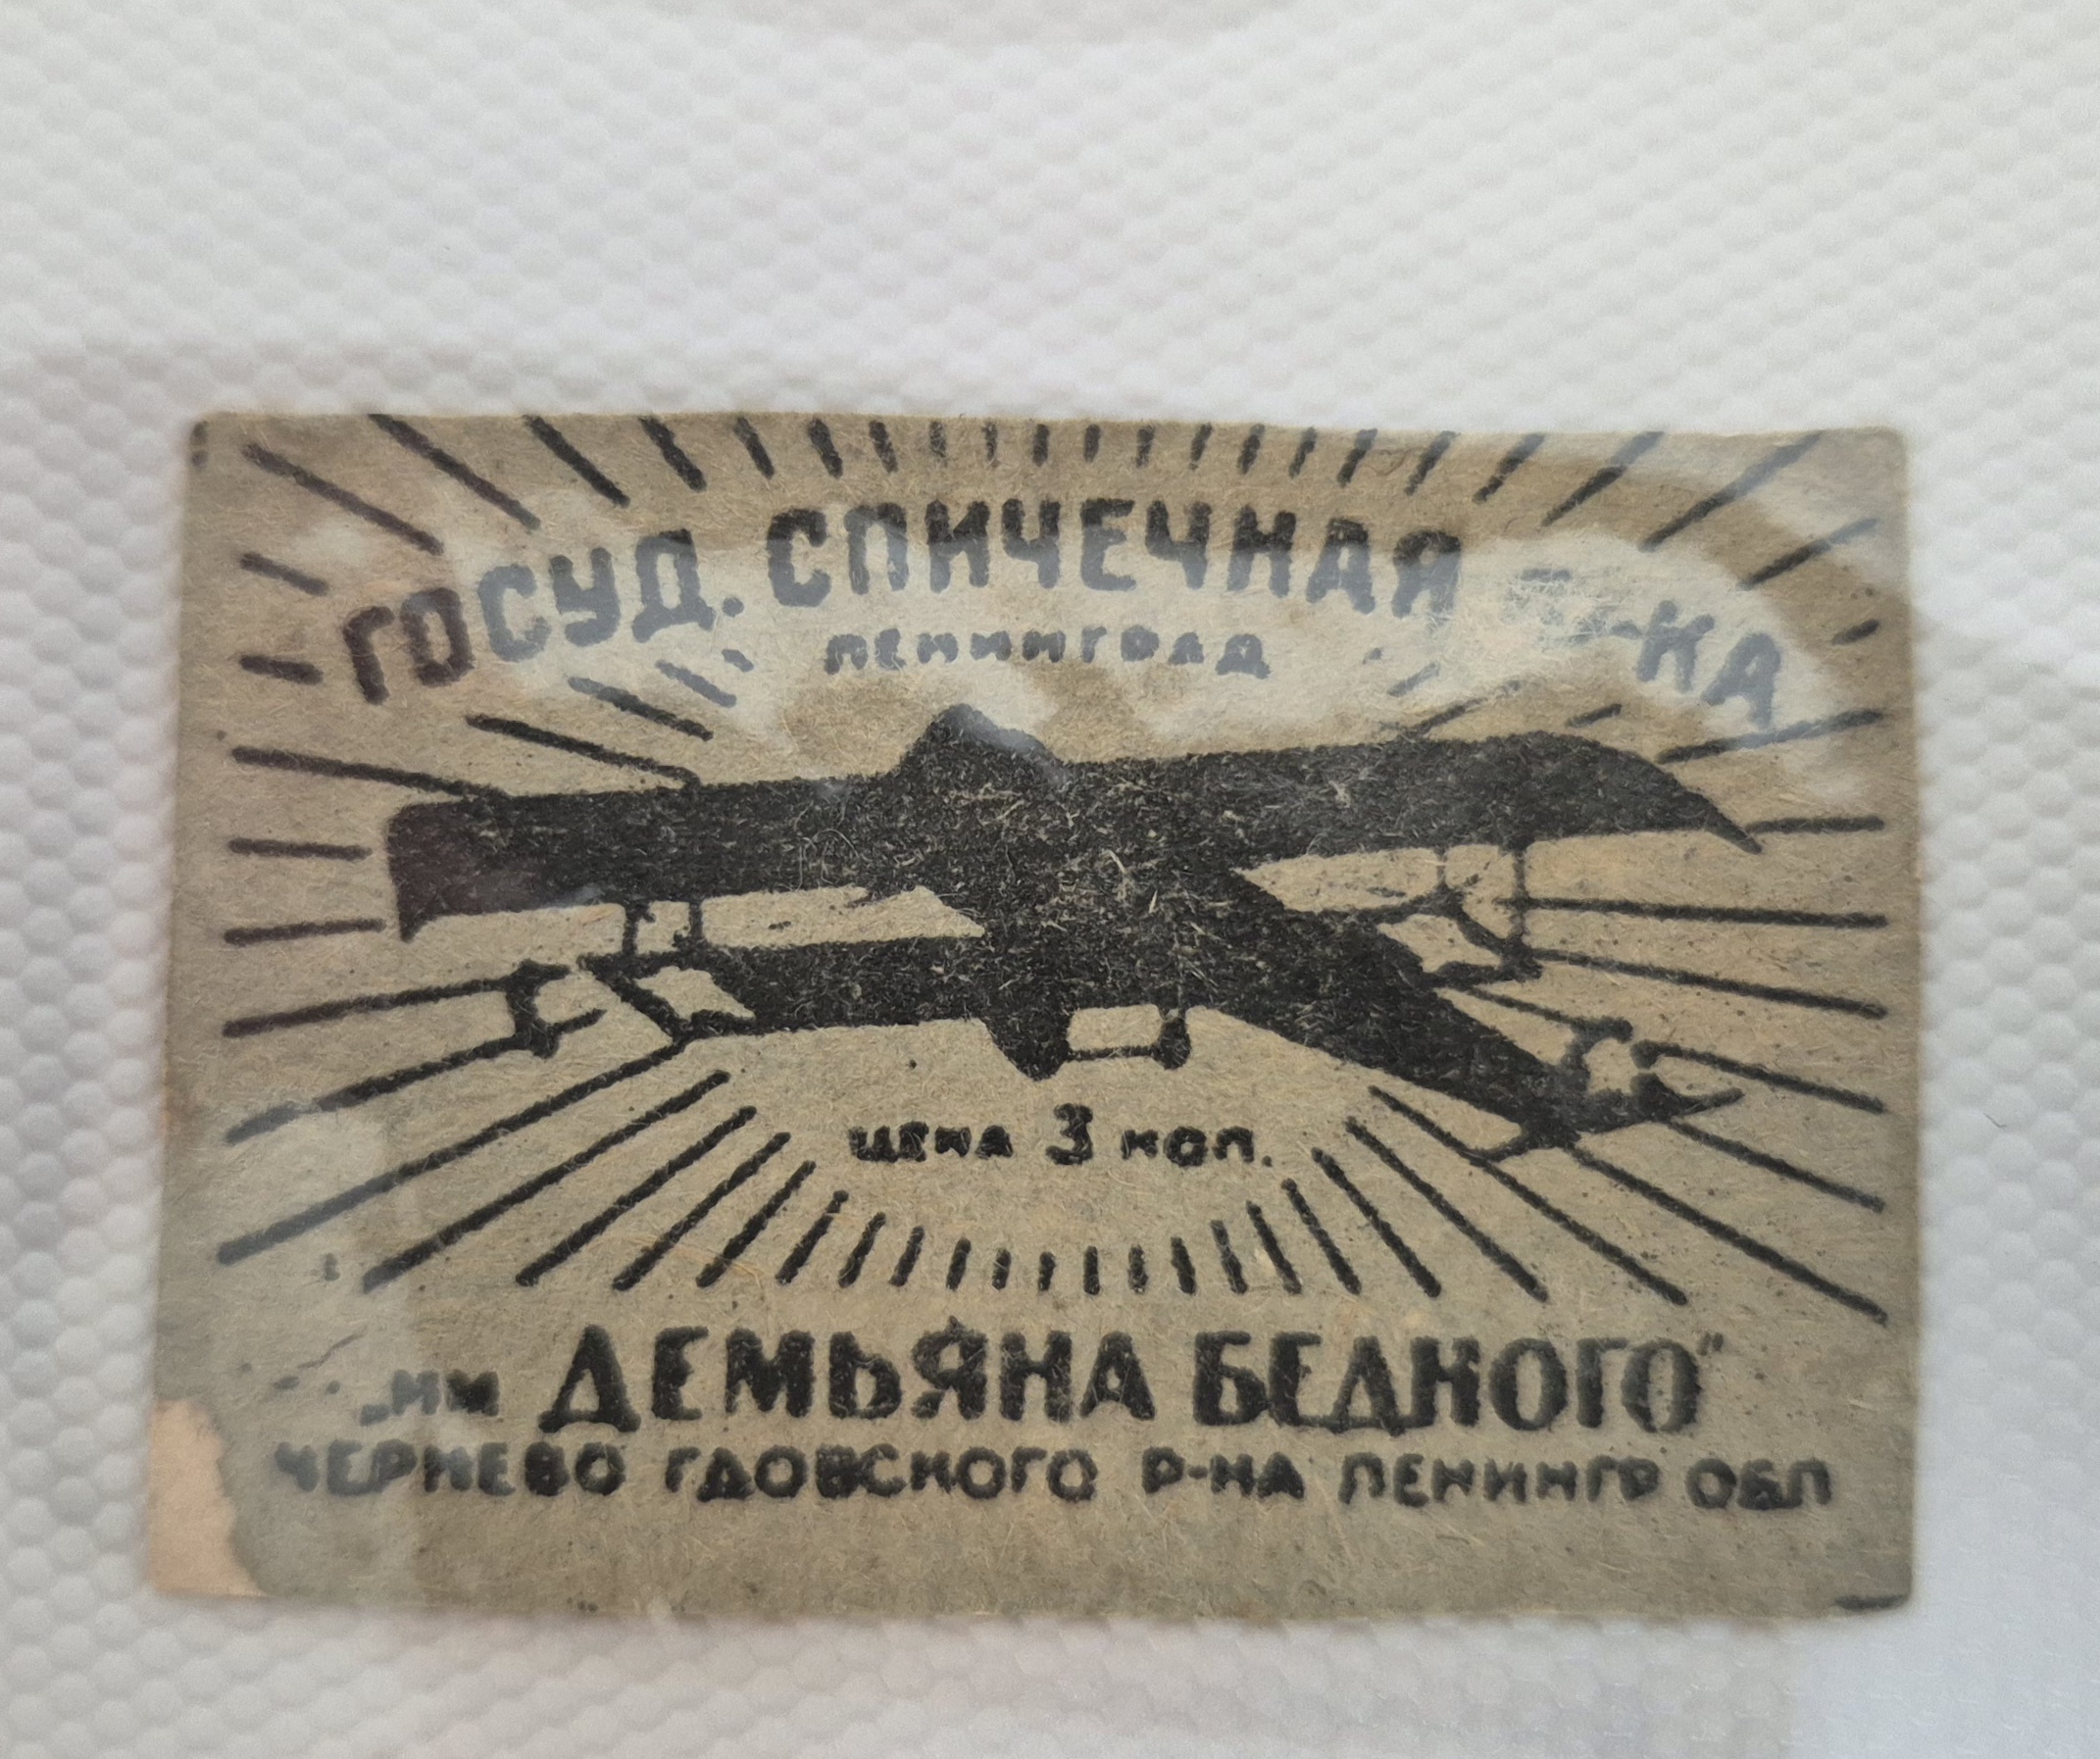 ГОСУД. СПИЧЕЧНАЯ Ф-КА
ЛЕНИНГРАД
ЦЕНА 3 КОП.
„ИМ ДЕМЬЯНА БЕДНОГО"
ЧЕРНЕВО ГДОВСКОГО Р-НА ЛЕНИНГР ОБЛ